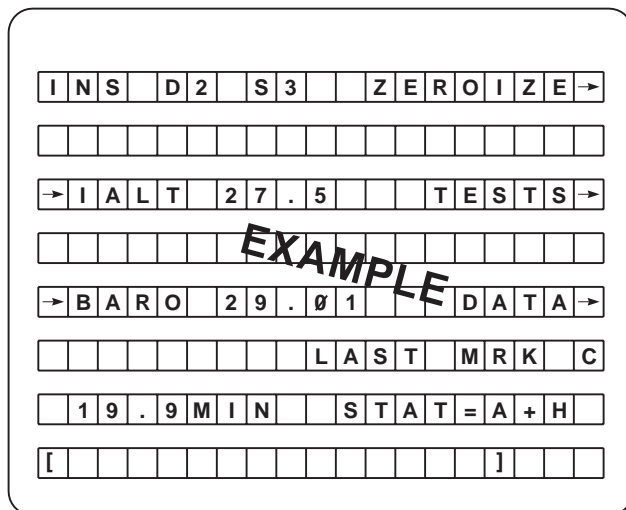 INS D2 S3 ZEROIZE→
→IALT 27.5 TESTS→
EXAMPLE
→BARO 29.Ø1 DATA→
LAST MRK C
19.9MIN STAT=A+H
[ ]